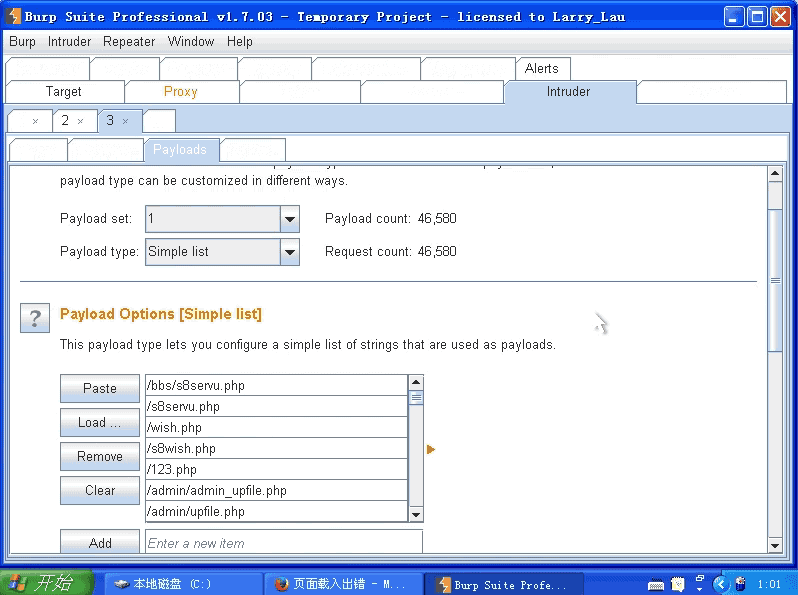 Burp Suite Professional v1.7.03 - Temporary Project - licensed to Larry_Lau
Burp Intruder Repeater Window Help
Alerts
Target Proxy Intruder
× 2 × 3 ×
Payloads
payload type can be customized in different ways.
Payload set: 1 Payload count: 46,580
Payload type: Simple list Request count: 46,580
? Payload Options [Simple list]
This payload type lets you configure a simple list of strings that are used as payloads.
Paste /bbs/s8servu.php
/s8servu.php
Load ... /wish.php
/s8wish.php
Remove /123.php
Clear /admin/admin_upfile.php
/admin/upfile.php
Add Enter a new item
开始 本地磁盘 (C:) 页面载入出错 - M... Burp Suite Profe... 1:01